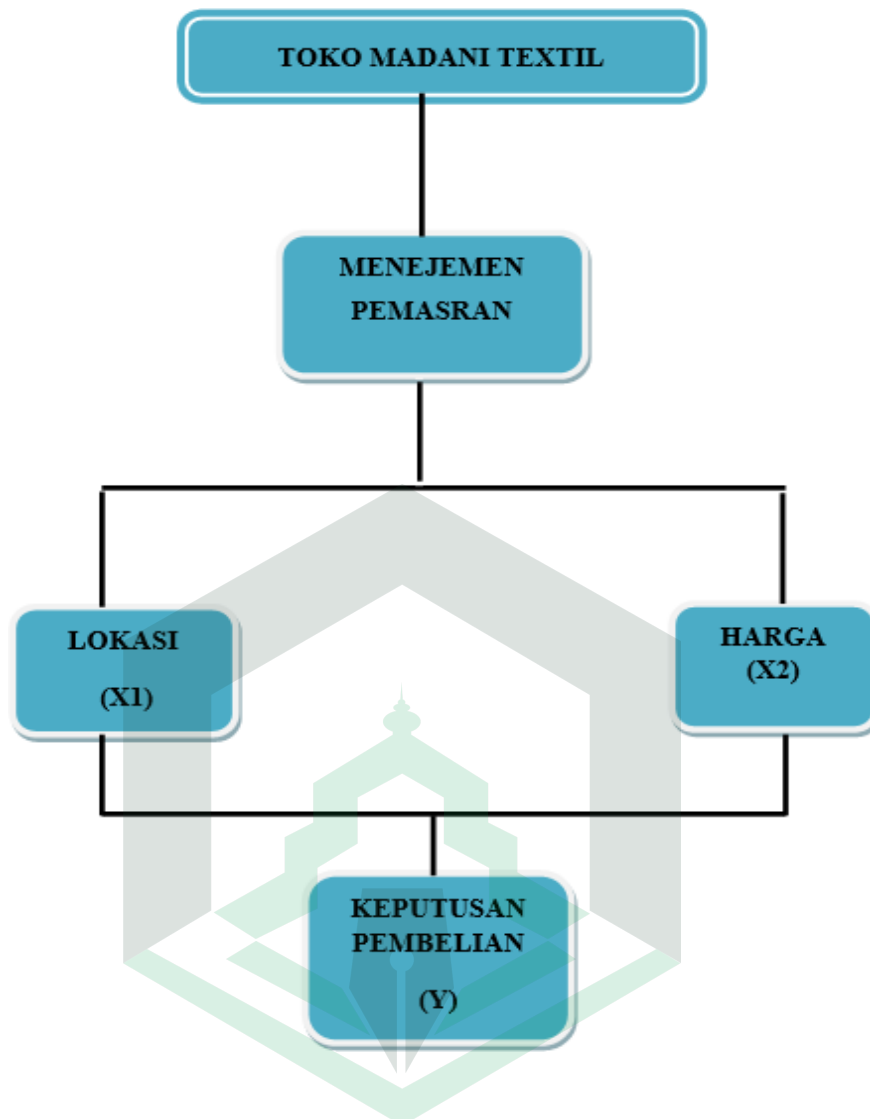 TOKO MADANI TEXTIL
MENEJEMEN
PEMASRAN
LOKASI
(X1)
HARGA
(X2)
KEPUTUSAN
PEMBELIAN
(Y)